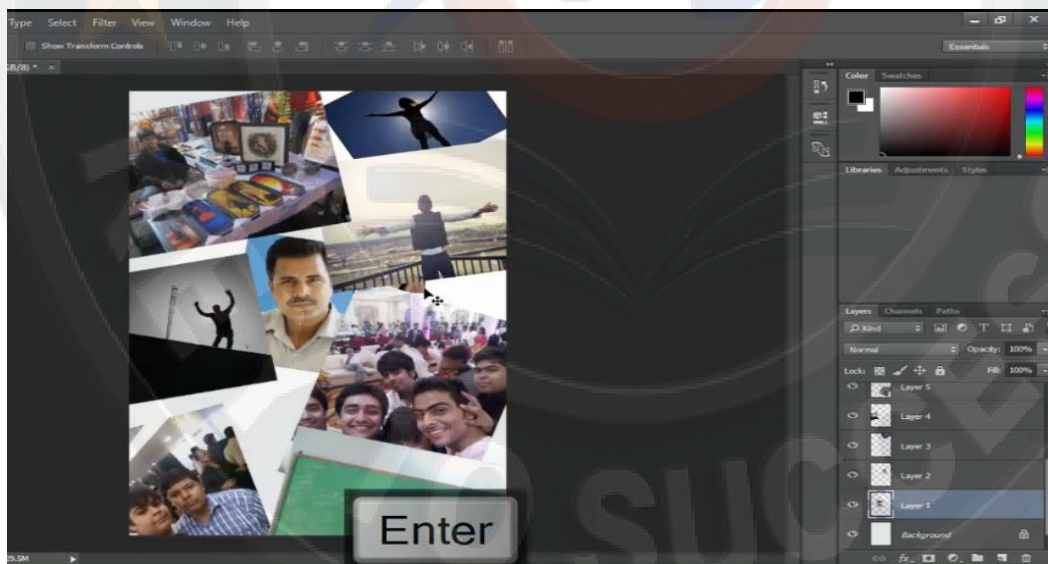 Type Select Filter View Window Help
Show Transform Controls
Essentials
Color Swatches
Libraries Adjustments Styles
Layers Channels Paths
Kind
Normal Opacity: 100%
Lock: Fill: 100%
Layer 5
Layer 4
Layer 3
Layer 2
Layer 1
Background
Enter